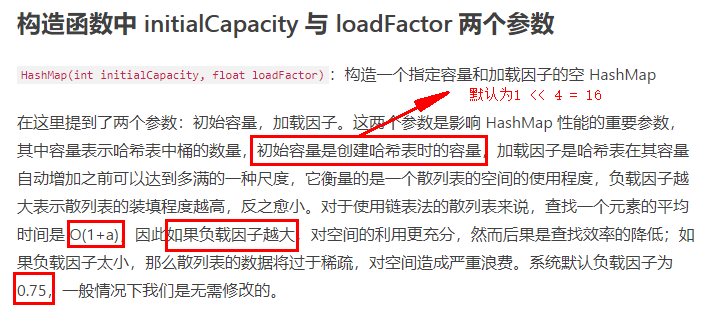 构造函数中 initialCapacity 与 loadFactor 两个参数
HashMap(int initialCapacity, float loadFactor)：构造一个指定容量和加载因子的空 HashMap
默认为1 << 4 = 16
在这里提到了两个参数：初始容量，加载因子。这两个参数是影响 HashMap 性能的重要参数，
其中容量表示哈希表中桶的数量，初始容量是创建哈希表时的容量，加载因子是哈希表在其容量
自动增加之前可以达到多满的一种尺度，它衡量的是一个散列表的空间的使用程度，负载因子越
大表示散列表的装填程度越高，反之愈小。对于使用链表法的散列表来说，查找一个元素的平均
时间是 O(1+a)，因此如果负载因子越大，对空间的利用更充分，然而后果是查找效率的降低；如
果负载因子太小，那么散列表的数据将过于稀疏，对空间造成严重浪费。系统默认负载因子为
0.75，一般情况下我们是无需修改的。